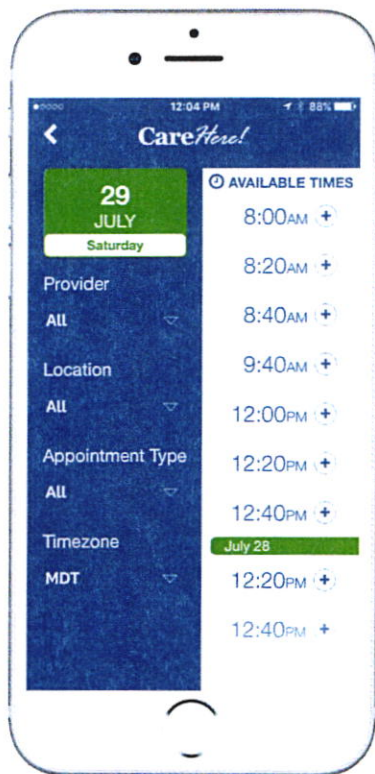 12:04 PM
88%
CareHere!
29
JULY
Saturday
Provider
All
Location
All
Appointment Type
All
Timezone
MDT
AVAILABLE TIMES
8:00AM +
8:20AM +
8:40AM +
9:40AM +
12:00PM +
12:20PM +
12:40PM +
July 28
12:20PM +
12:40PM +